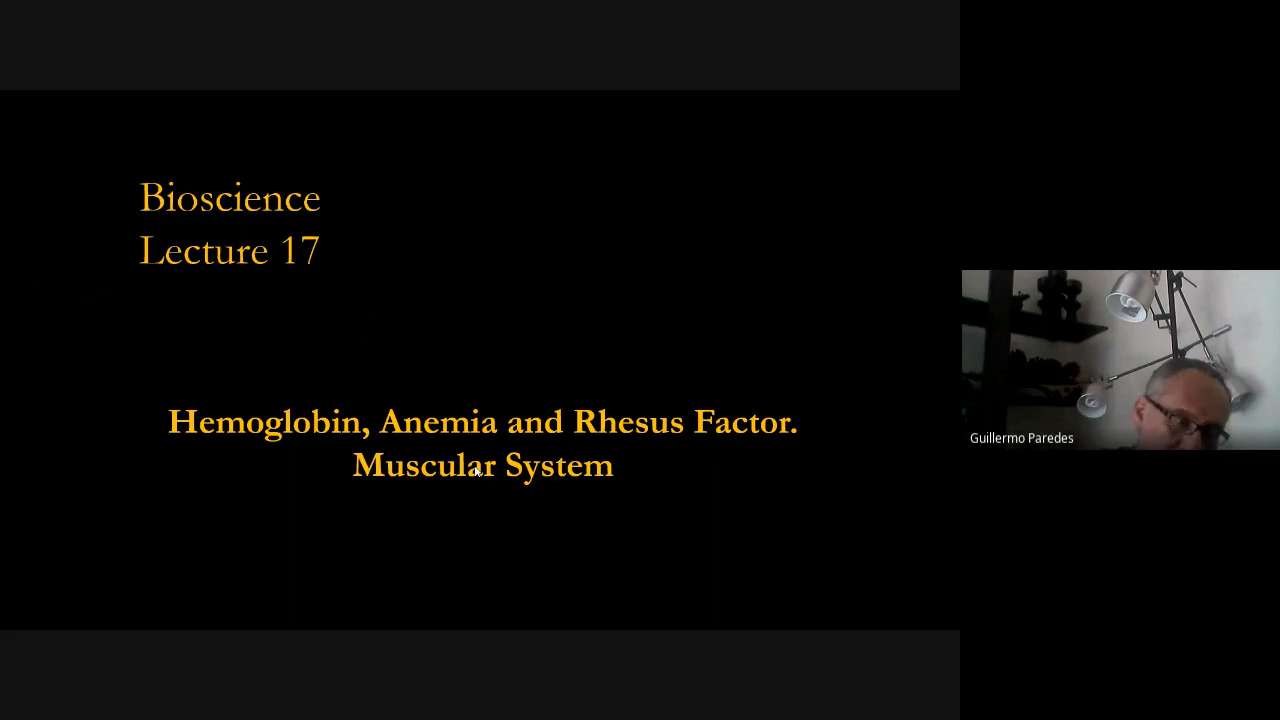 Bioscience
Lecture 17
Hemoglobin, Anemia and Rhesus Factor.
Muscular System
Guillermo Paredes